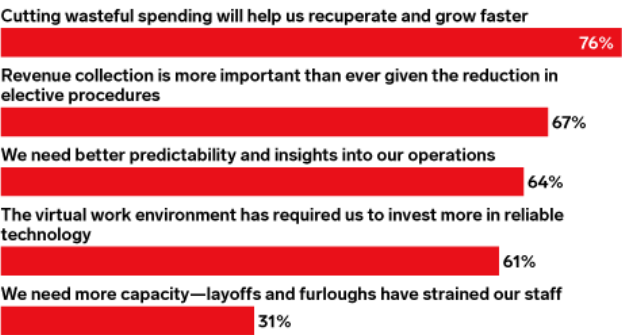 Cutting wasteful spending will help us recuperate and grow faster
76%
Revenue collection is more important than ever given the reduction in
elective procedures
67%
We need better predictability and insights into our operations
64%
The virtual work environment has required us to invest more in reliable
technology
61%
We need more capacity—layoffs and furloughs have strained our staff
31%